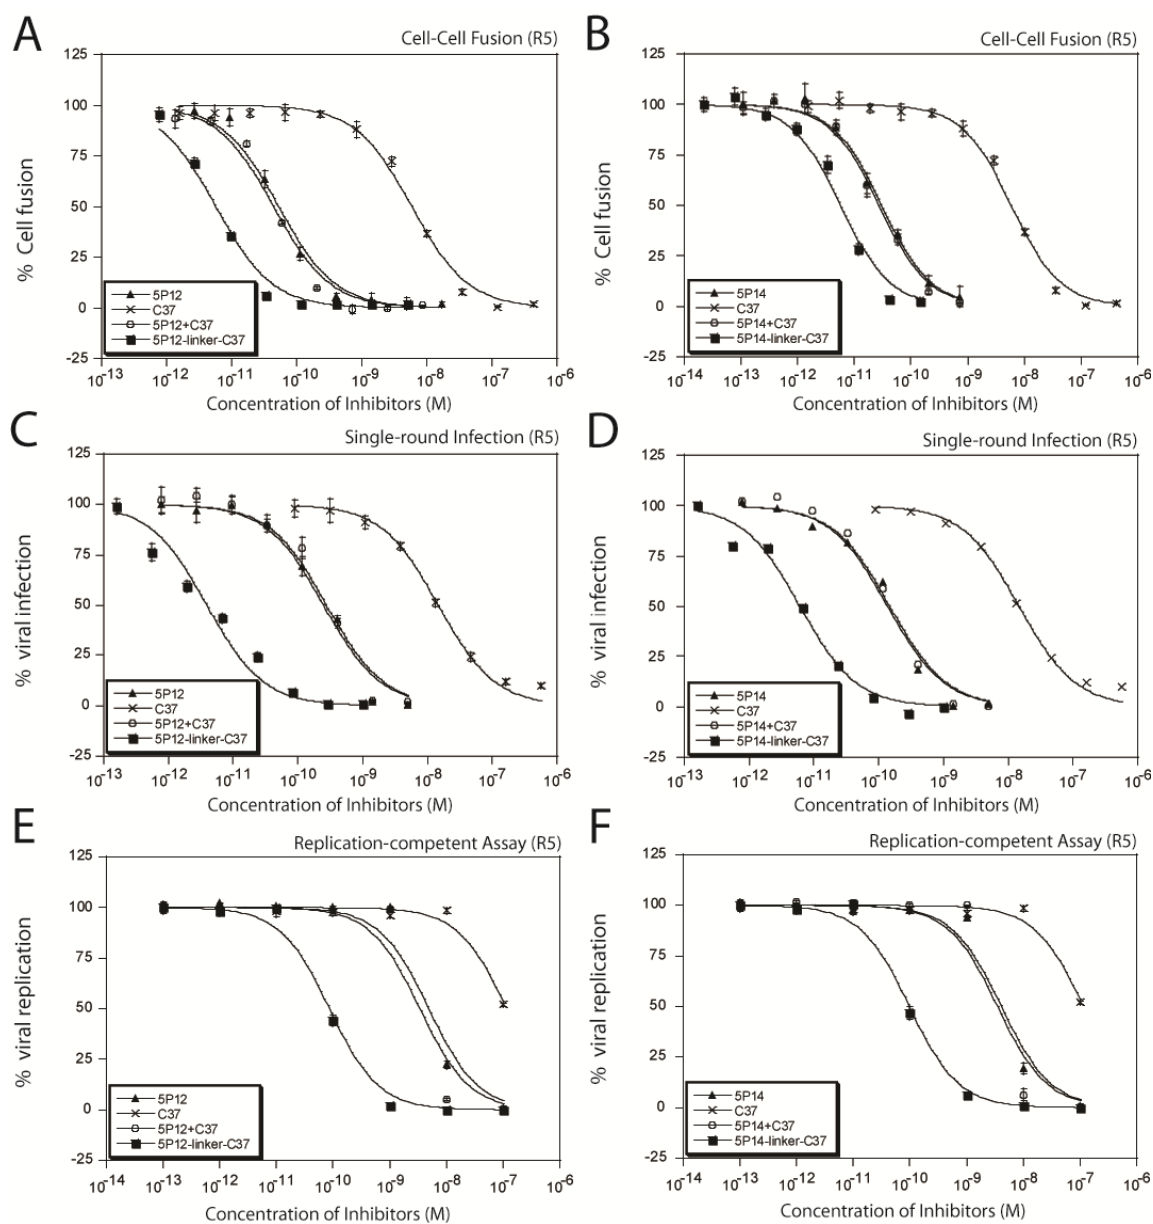 A
Cell-Cell Fusion (R5)
125
100
75
50
25
0
-25
% Cell fusion
5P12
C37
5P12+C37
5P12-linker-C37
10-13 10-12 10-11 10-10 10-9 10-8 10-7 10-6
Concentration of Inhibitors (M)
B
Cell-Cell Fusion (R5)
125
100
75
50
25
0
-25
% Cell fusion
5P14
C37
5P14+C37
5P14-linker-C37
10-14 10-12 10-11 10-10 10-9 10-8 10-7 10-6
Concentration of Inhibitors (M)
C
Single-round Infection (R5)
125
100
75
50
25
0
-25
% viral infection
5P12
C37
5P12+C37
5P12-linker-C37
10-13 10-12 10-11 10-10 10-9 10-8 10-7 10-6
Concentration of Inhibitors (M)
D
Single-round Infection (R5)
125
100
75
50
25
0
-25
% viral infection
5P14
C37
5P14+C37
5P14-linker-C37
10-13 10-12 10-11 10-10 10-9 10-8 10-7 10-6
Concentration of Inhibitors (M)
E
Replication-competent Assay (R5)
125
100
75
50
25
0
-25
% viral replication
5P12
C37
5P12+C37
5P12-linker-C37
10-14 10-13 10-12 10-11 10-10 10-9 10-8 10-7 10-6
Concentration of Inhibitors (M)
F
Replication-competent Assay (R5)
125
100
75
50
25
0
-25
% viral replication
5P14
C37
5P14+C37
5P14-linker-C37
10-14 10-13 10-12 10-11 10-10 10-9 10-8 10-7 10-6
Concentration of Inhibitors (M)